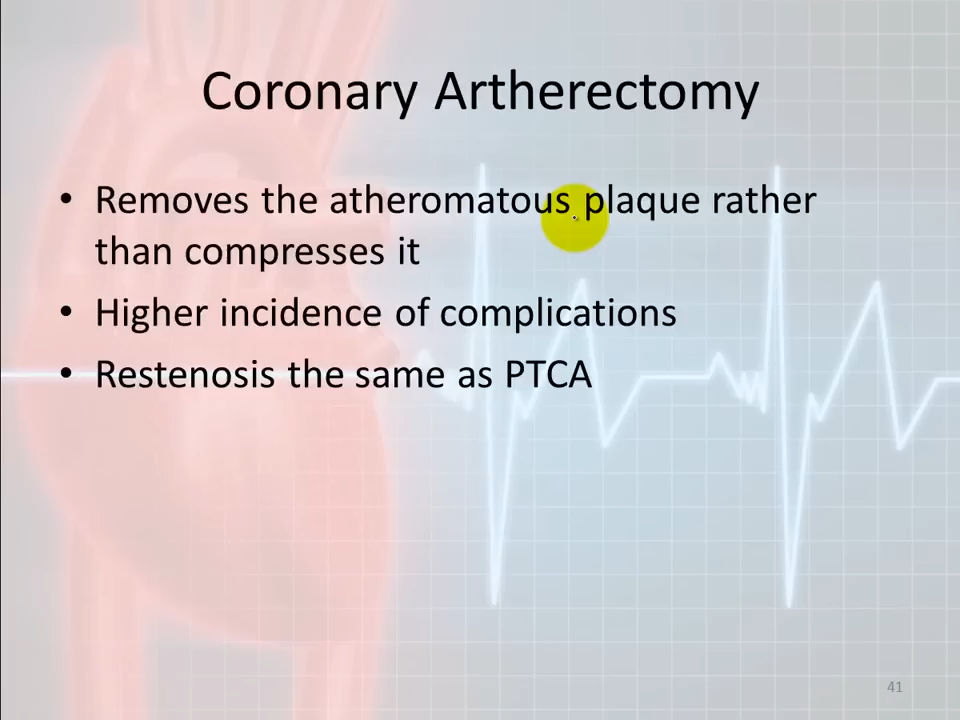 Coronary Artherectomy
• Removes the atheromatous plaque rather
than compresses it
• Higher incidence of complications
• Restenosis the same as PTCA
41